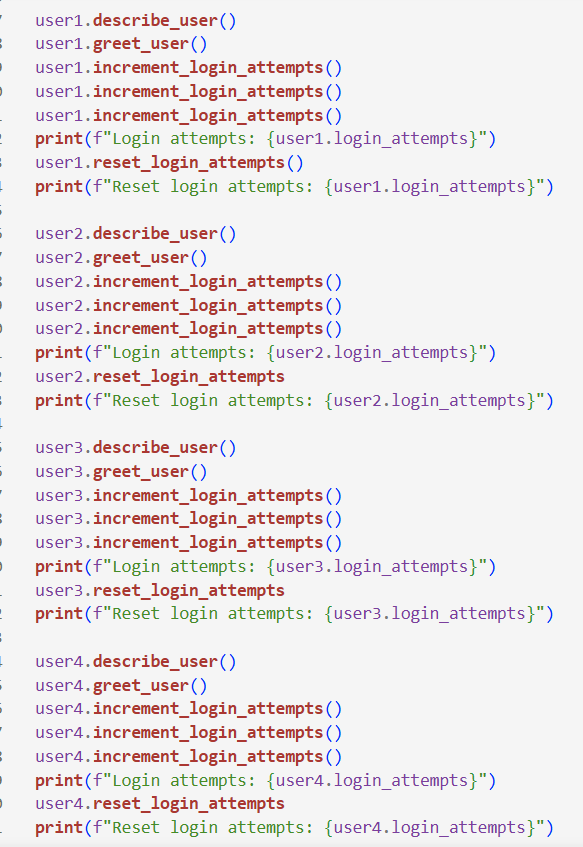 user1.describe_user()
user1.greet_user()
user1.increment_login_attempts()
user1.increment_login_attempts()
user1.increment_login_attempts()
print(f"Login attempts: {user1.login_attempts}")
user1.reset_login_attempts()
print(f"Reset login attempts: {user1.login_attempts}")
user2.describe_user()
user2.greet_user()
user2.increment_login_attempts()
user2.increment_login_attempts()
user2.increment_login_attempts()
print(f"Login attempts: {user2.login_attempts}")
user2.reset_login_attempts
print(f"Reset login attempts: {user2.login_attempts}")
user3.describe_user()
user3.greet_user()
user3.increment_login_attempts()
user3.increment_login_attempts()
user3.increment_login_attempts()
print(f"Login attempts: {user3.login_attempts}")
user3.reset_login_attempts
print(f"Reset login attempts: {user3.login_attempts}")
user4.describe_user()
user4.greet_user()
user4.increment_login_attempts()
user4.increment_login_attempts()
user4.increment_login_attempts()
print(f"Login attempts: {user4.login_attempts}")
user4.reset_login_attempts
print(f"Reset login attempts: {user4.login_attempts}")